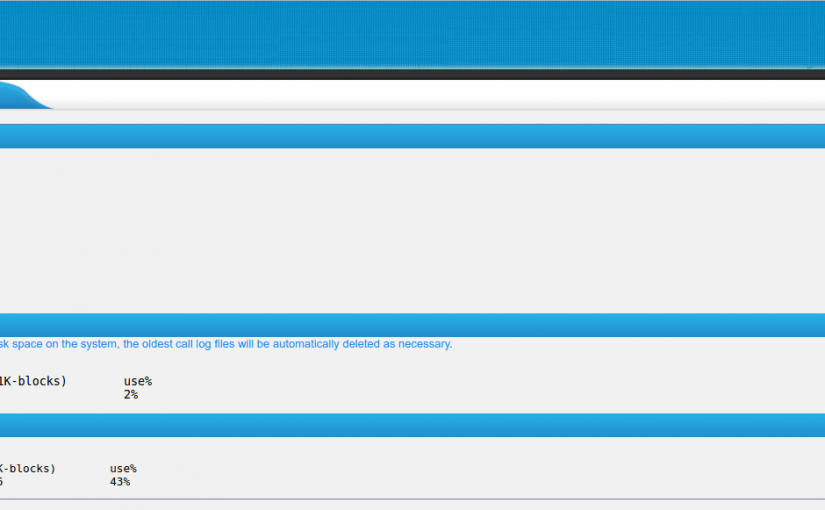 sk space on the system, the oldest call log files will be automatically deleted as necessary.
1K-blocks) use%
2%
K-blocks) use%
43%